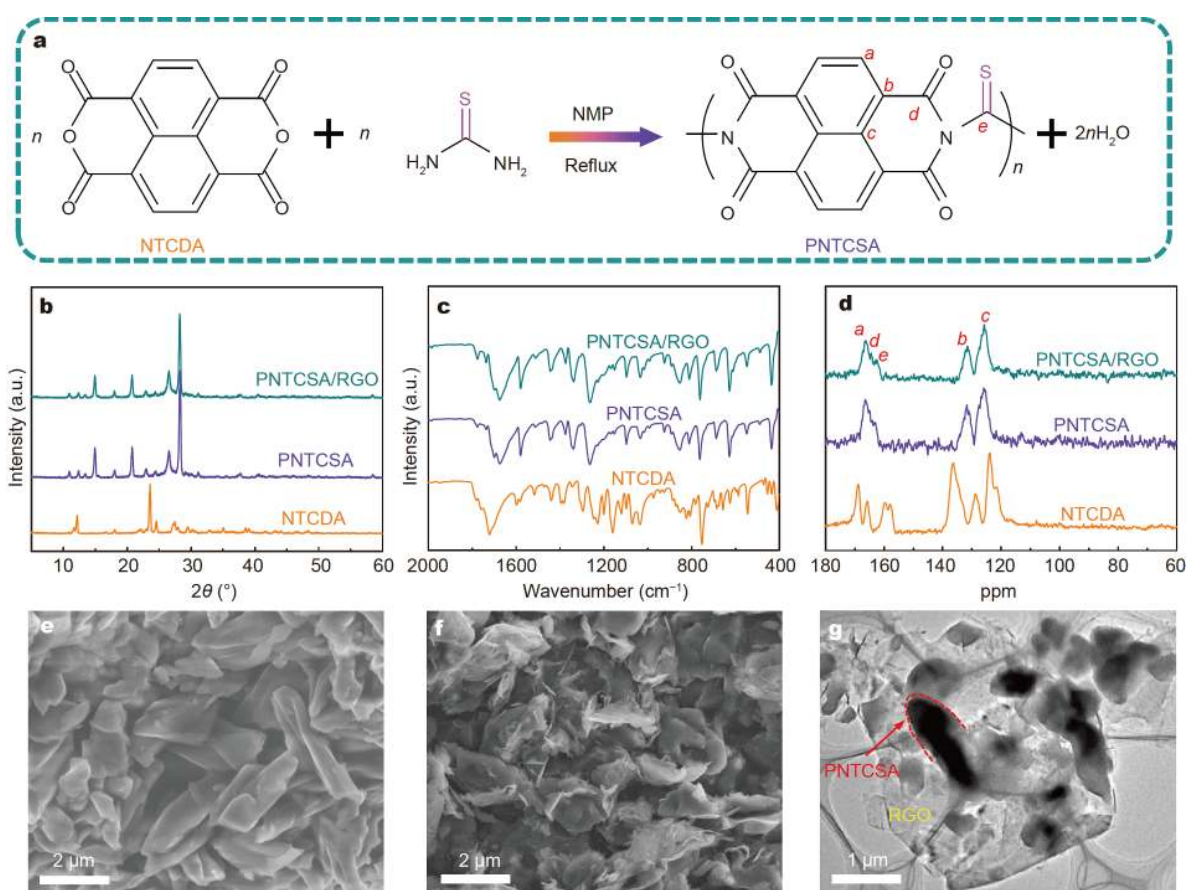 a
O O O
O O O
n + n
S
H₂N NH₂
NTCDA
NMP
Reflux
O a O S
b d
N c N e
O O n
+ 2nH₂O
PNTCSA
b
PNTCSA/RGO
PNTCSA
NTCDA
Intensity (a.u.)
10 20 30 40 50 60
2θ (°)
c
PNTCSA/RGO
PNTCSA
NTCDA
Intensity (a.u.)
2000 1600 1200 800 400
Wavenumber (cm⁻¹)
d
a d e b c
PNTCSA/RGO
PNTCSA
NTCDA
180 160 140 120 100 80 60
ppm
e
2 μm
f
2 μm
g
PNTCSA
RGO
1 μm